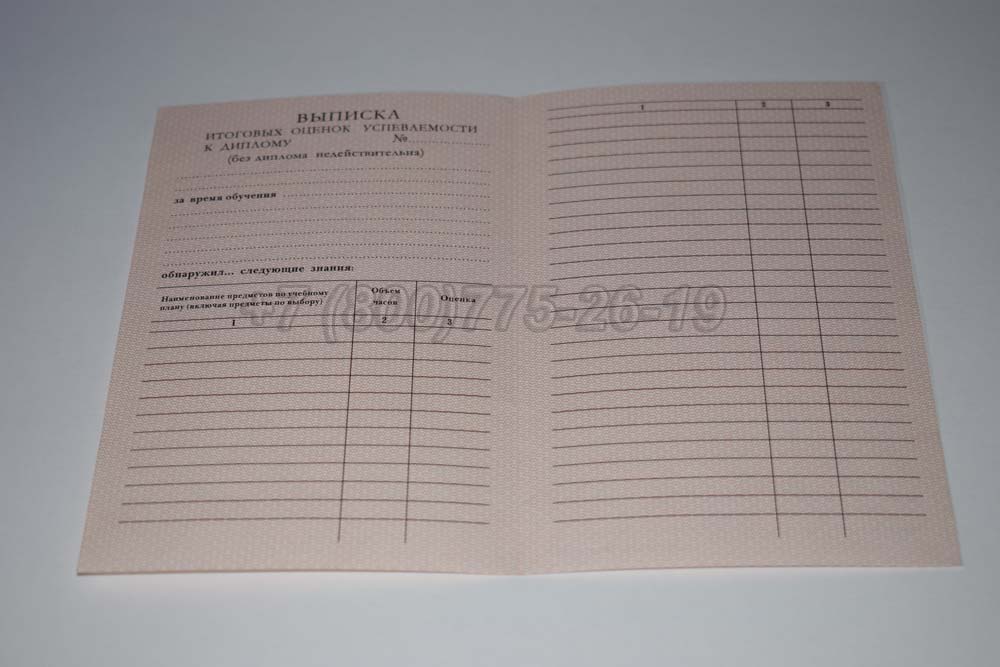 ВЫПИСКА
ИТОГОВЫХ ОЦЕНОК УСПЕВАЕМОСТИ
К ДИПЛОМУ №
(без диплома недействительна)
за время обучения
обнаружил... следующие знания:
Наименование предметов по учебному
плану (включая предметы по выбору)
Объем
часов
Оценка
1 2 3
1 2 3
+7 (800)775-26-19